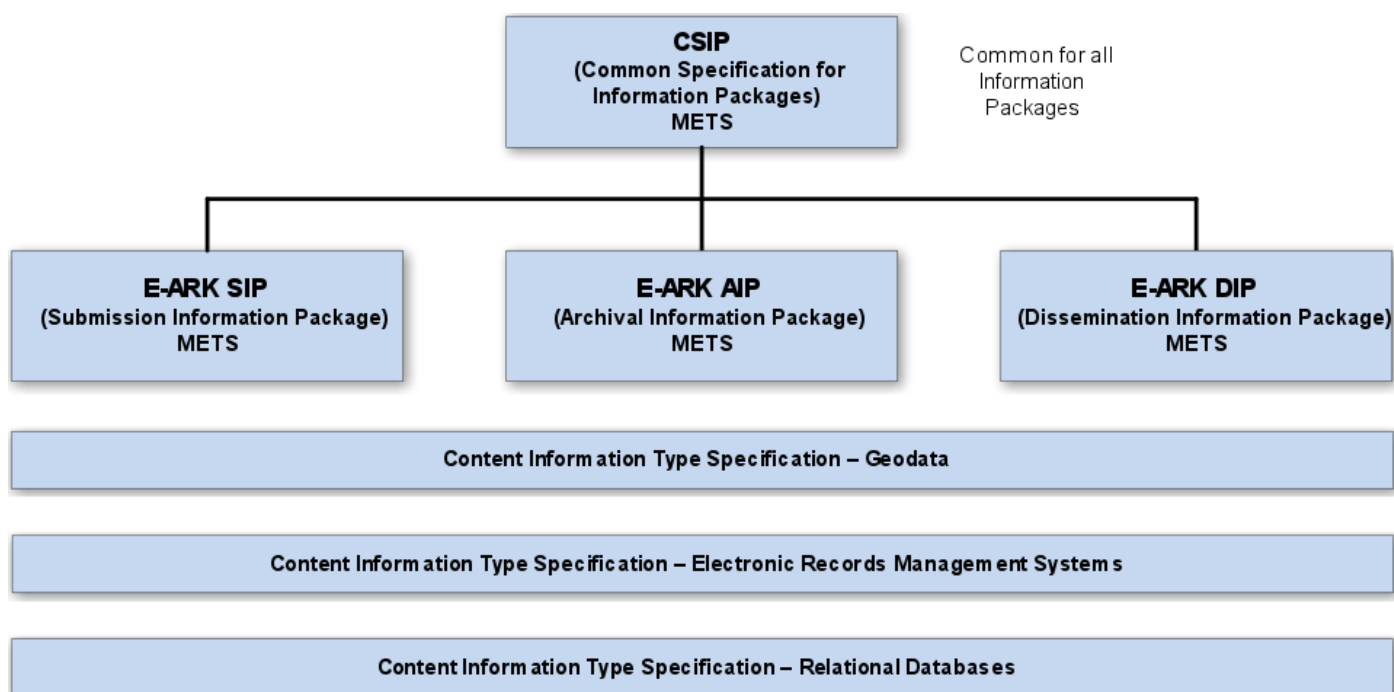 CSIP
(Common Specification for
Information Packages)
METS
Common for all
Information
Packages
E-ARK SIP
(Submission Information Package)
METS
E-ARK AIP
(Archival Information Package)
METS
E-ARK DIP
(Dissemination Information Package)
METS
Content Information Type Specification – Geodata
Content Information Type Specification – Electronic Records Management Systems
Content Information Type Specification – Relational Databases